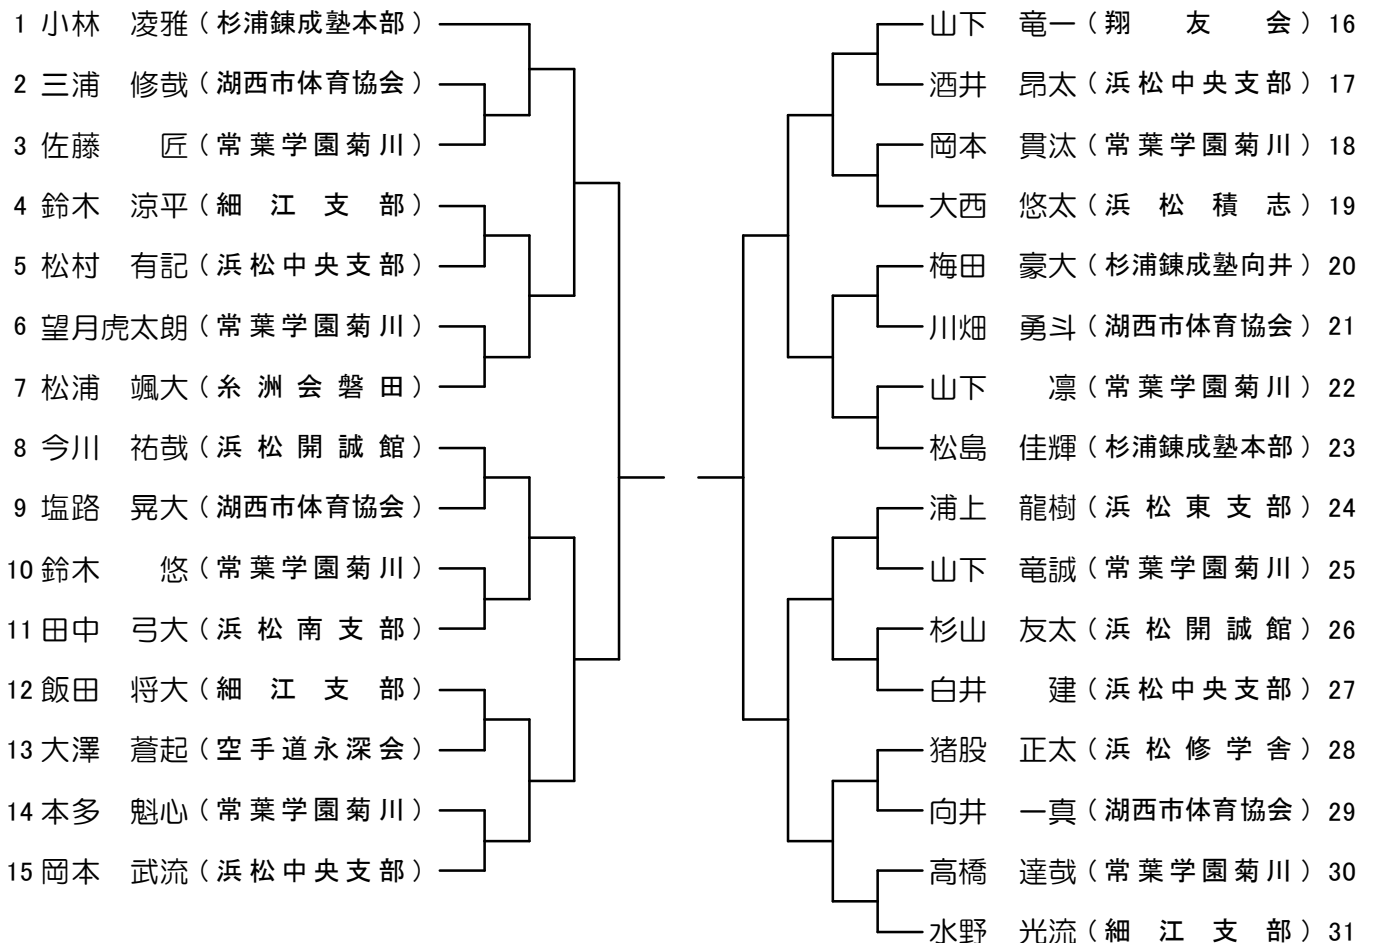 1 小林 凌雅 （杉浦錬成塾本部）
2 三浦 修哉 （湖西市体育協会）
3 佐藤 匠 （常葉学園菊川）
4 鈴木 涼平 （細江支部）
5 松村 有記 （浜松中央支部）
6 望月虎太朗 （常葉学園菊川）
7 松浦 颯大 （糸洲会磐田）
8 今川 祐哉 （浜松開誠館）
9 塩路 晃大 （湖西市体育協会）
10 鈴木 悠 （常葉学園菊川）
11 田中 弓大 （浜松南支部）
12 飯田 将大 （細江支部）
13 大澤 蒼起 （空手道永深会）
14 本多 魁心 （常葉学園菊川）
15 岡本 武流 （浜松中央支部）
山下 竜一 （翔友会） 16
酒井 昂太 （浜松中央支部） 17
岡本 貫汰 （常葉学園菊川） 18
大西 悠太 （浜松積志） 19
梅田 豪大 （杉浦錬成塾向井） 20
川畑 勇斗 （湖西市体育協会） 21
山下 凛 （常葉学園菊川） 22
松島 佳輝 （杉浦錬成塾本部） 23
浦上 龍樹 （浜松東支部） 24
山下 竜誠 （常葉学園菊川） 25
杉山 友太 （浜松開誠館） 26
白井 建 （浜松中央支部） 27
猪股 正太 （浜松修学舎） 28
向井 一真 （湖西市体育協会） 29
高橋 達哉 （常葉学園菊川） 30
水野 光流 （細江支部） 31